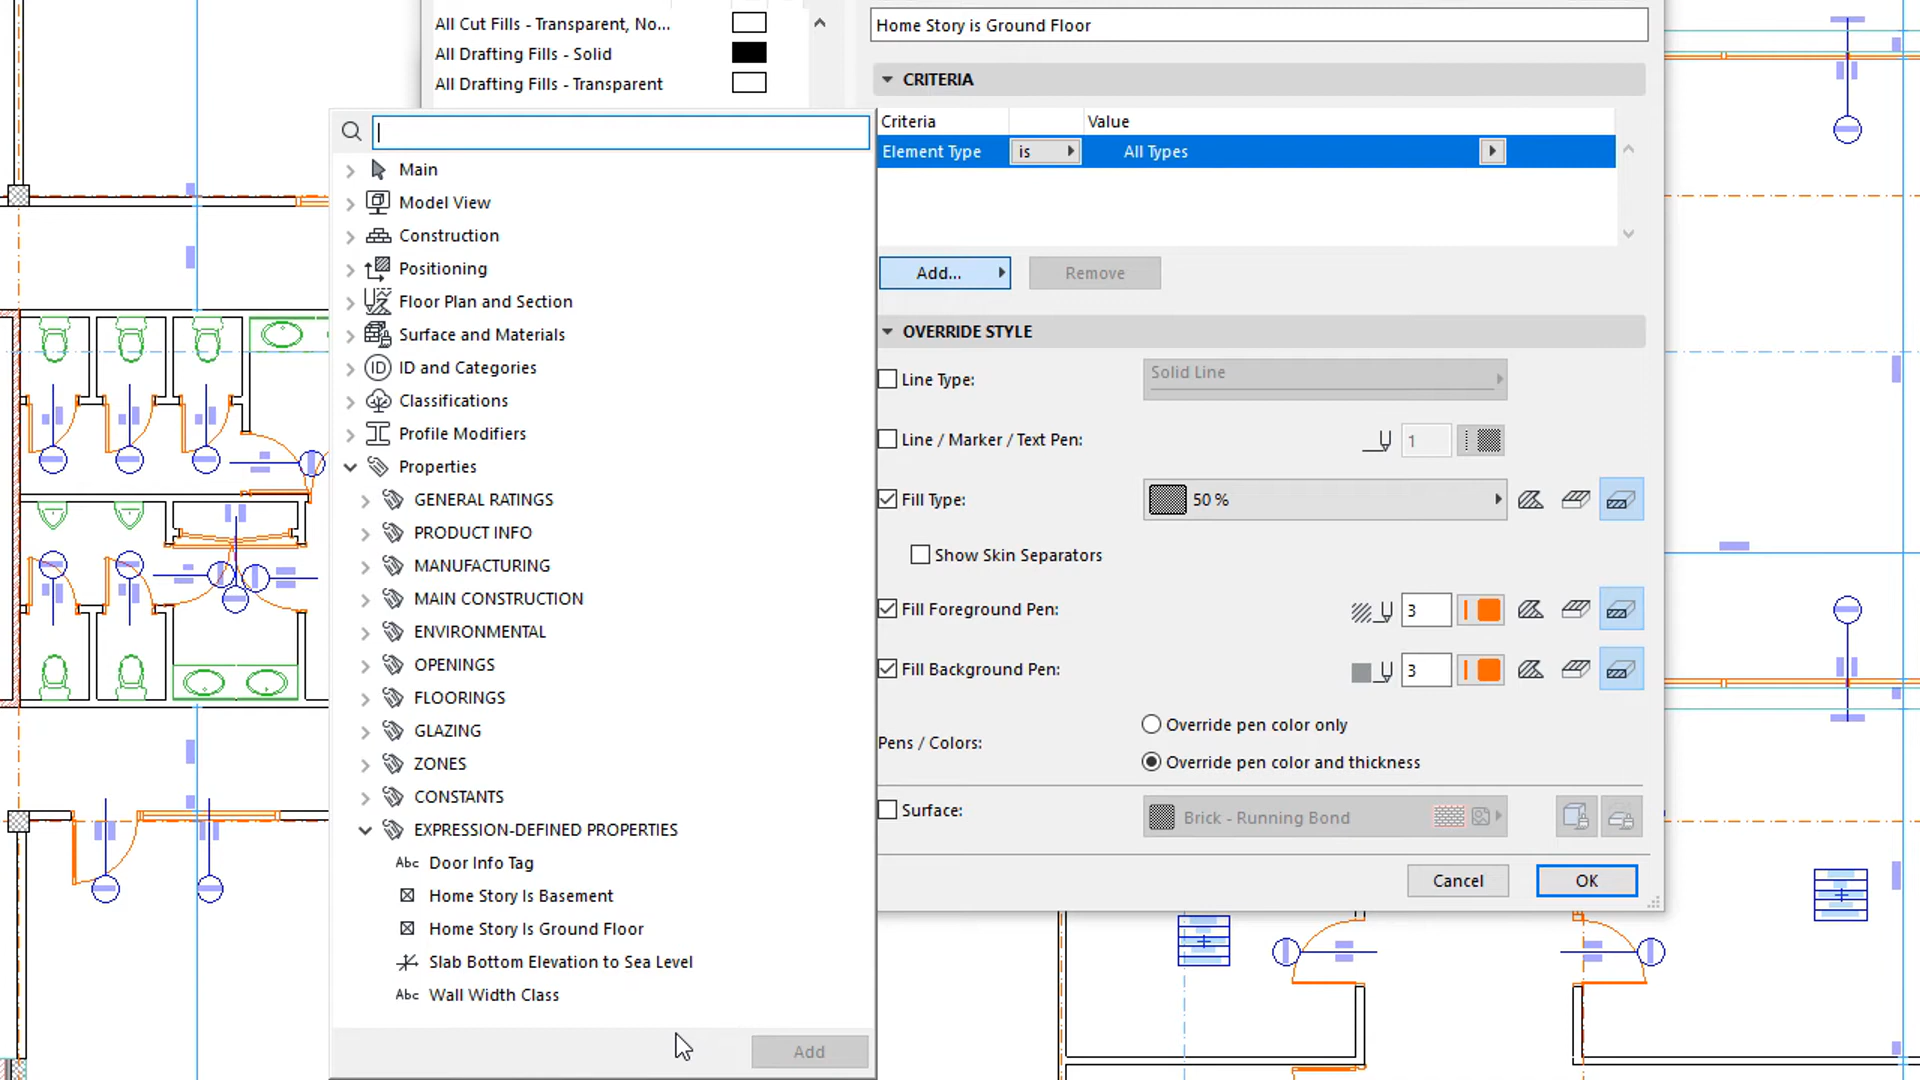 All Cut Fills - Transparent, No...
All Drafting Fills - Solid
All Drafting Fills - Transparent
Home Story is Ground Floor
CRITERIA
Criteria Value
Element Type is All Types
Add... Remove
Main
Model View
Construction
Positioning
Floor Plan and Section
Surface and Materials
ID and Categories
Classifications
Profile Modifiers
Properties
GENERAL RATINGS
PRODUCT INFO
MANUFACTURING
MAIN CONSTRUCTION
ENVIRONMENTAL
OPENINGS
FLOORINGS
GLAZING
ZONES
CONSTANTS
EXPRESSION-DEFINED PROPERTIES
Abc Door Info Tag
Home Story Is Basement
Home Story Is Ground Floor
Slab Bottom Elevation to Sea Level
Abc Wall Width Class
Add
OVERRIDE STYLE
Line Type: Solid Line
Line / Marker / Text Pen: 1
Fill Type: 50 %
Show Skin Separators
Fill Foreground Pen: 3
Fill Background Pen: 3
Pens / Colors:
Override pen color only
Override pen color and thickness
Surface: Brick - Running Bond
Cancel OK